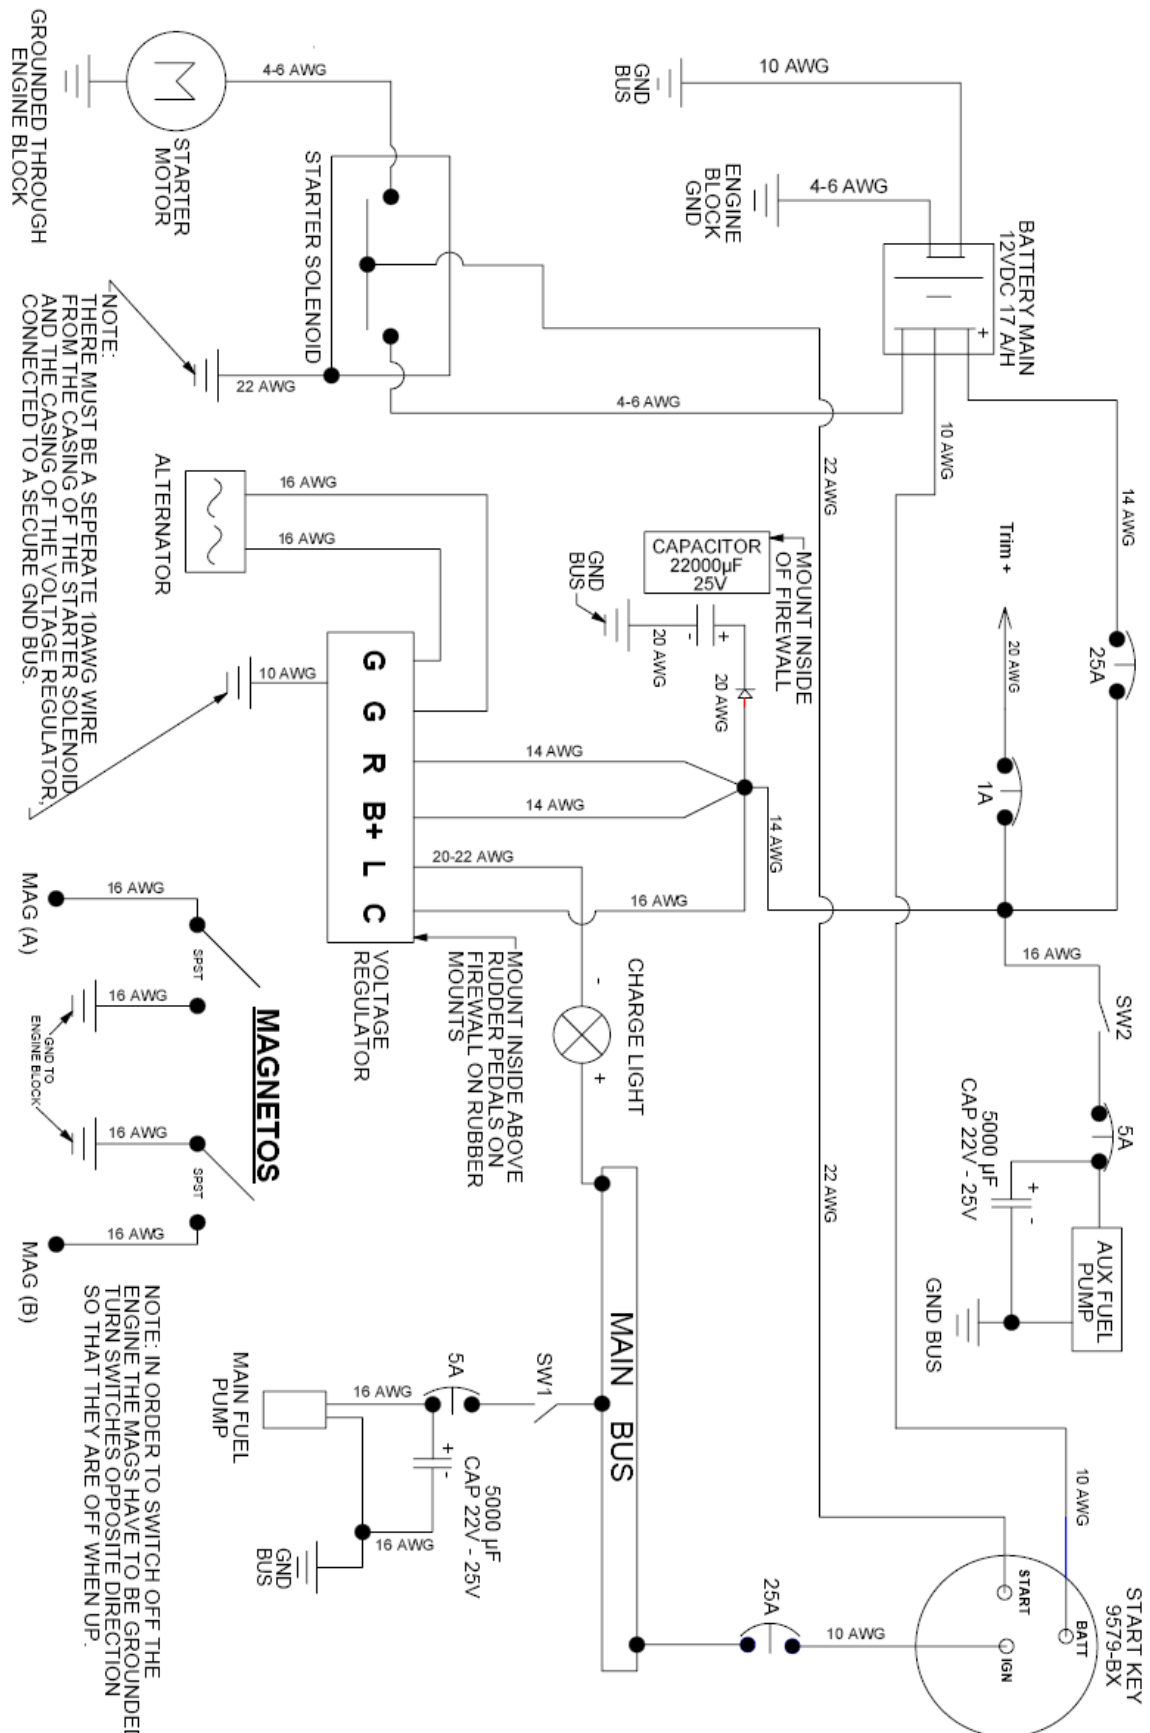 START KEY
9579-BX
BATT
START
IGN
10 AWG
10 AWG
25A
AUX FUEL
PUMP
GND BUS
5A
5000 µF
CAP 22V - 25V
+
-
SW2
16 AWG
25A
14 AWG
Trim +
20 AWG
1A
BATTERY MAIN
12VDC 17 A/H
+
10 AWG
10 AWG
GND
BUS
4-6 AWG
ENGINE
BLOCK
GND
22 AWG
22 AWG
14 AWG
MOUNT INSIDE
OF FIREWALL
CAPACITOR
22000µF
25V
+
-
20 AWG
20 AWG
GND
BUS
4-6 AWG
MAIN BUS
CHARGE LIGHT
-
+
16 AWG
14 AWG
14 AWG
20-22 AWG
SW1
5A
5000 µF
CAP 22V - 25V
+
-
16 AWG
16 AWG
GND
BUS
MAIN FUEL
PUMP
MOUNT INSIDE ABOVE
RUDDER PEDALS ON
FIREWALL ON RUBBER
MOUNTS
G G R B+ L C
VOLTAGE
REGULATOR
10 AWG
16 AWG
16 AWG
ALTERNATOR
STARTER SOLENOID
22 AWG
4-6 AWG
M
STARTER
MOTOR
GROUNDED THROUGH
ENGINE BLOCK
NOTE:
THERE MUST BE A SEPERATE 10AWG WIRE
FROM THE CASING OF THE STARTER SOLENOID
AND THE CASING OF THE VOLTAGE REGULATOR,
CONNECTED TO A SECURE GND BUS.
MAGNETOS
SPST
SPST
16 AWG
16 AWG
16 AWG
16 AWG
GND TO
ENGINE BLOCK
MAG (A)
MAG (B)
NOTE: IN ORDER TO SWITCH OFF THE
ENGINE THE MAGS HAVE TO BE GROUNDED
TURN SWITCHES OPPOSITE DIRECTION
SO THAT THEY ARE OFF WHEN UP.